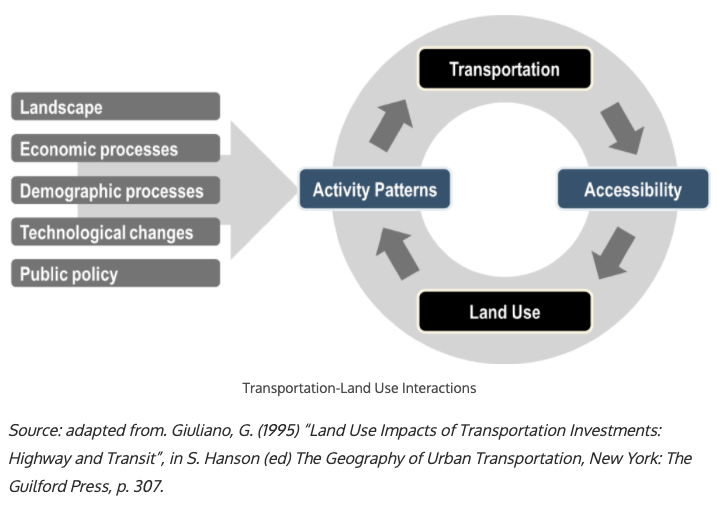 Landscape
Economic processes
Demographic processes
Technological changes
Public policy
Transportation
Activity Patterns
Accessibility
Land Use
Transportation-Land Use Interactions
Source: adapted from. Giuliano, G. (1995) “Land Use Impacts of Transportation Investments:
Highway and Transit”, in S. Hanson (ed) The Geography of Urban Transportation, New York: The
Guilford Press, p. 307.